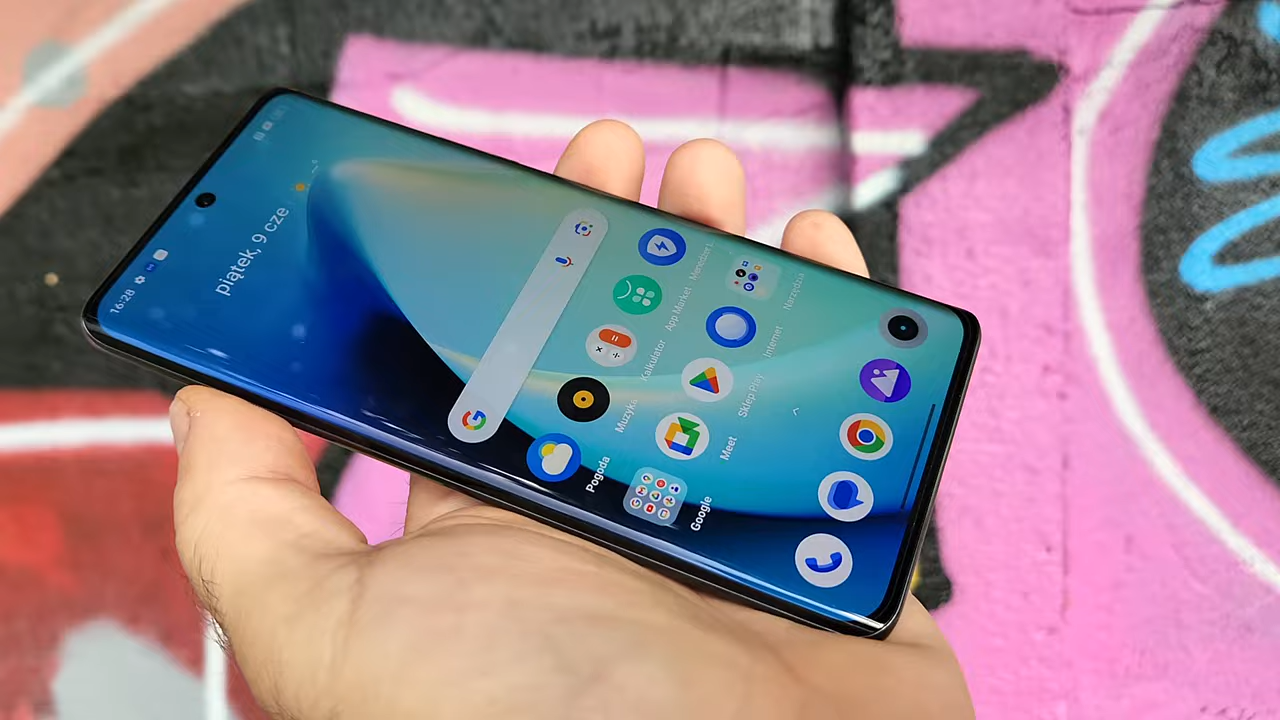 16:28
piątek, 9 cze
Pogoda
Muzyka
Kalkulator
App Market
Google
Meet
Sklep Play
Internet
Narzędzia